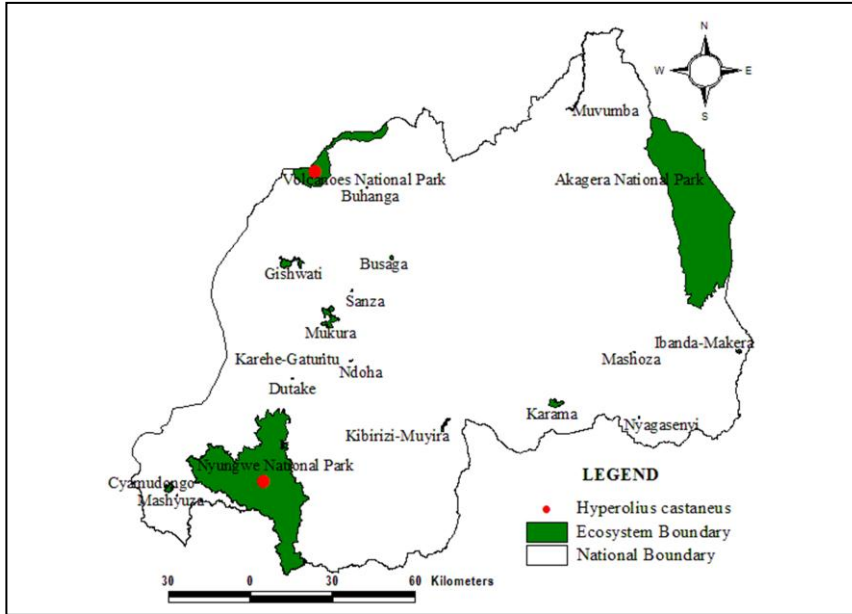 N
W E
S
Muvumba
Volcanoes National Park
Akagera National Park
Buhanga
Gishwati
Busaga
Sanza
Mukura
Ibanda-Makera
Karehe-Gaturitu
Ndoha
Mashoza
Dutake
Karama
Nyagasenyi
Kibirizi-Muyira
Nyungwe National Park
Cyamudongo
Mashyuza
LEGEND
Hyperolius castaneus
Ecosystem Boundary
National Boundary
30 0 30 60 Kilometers